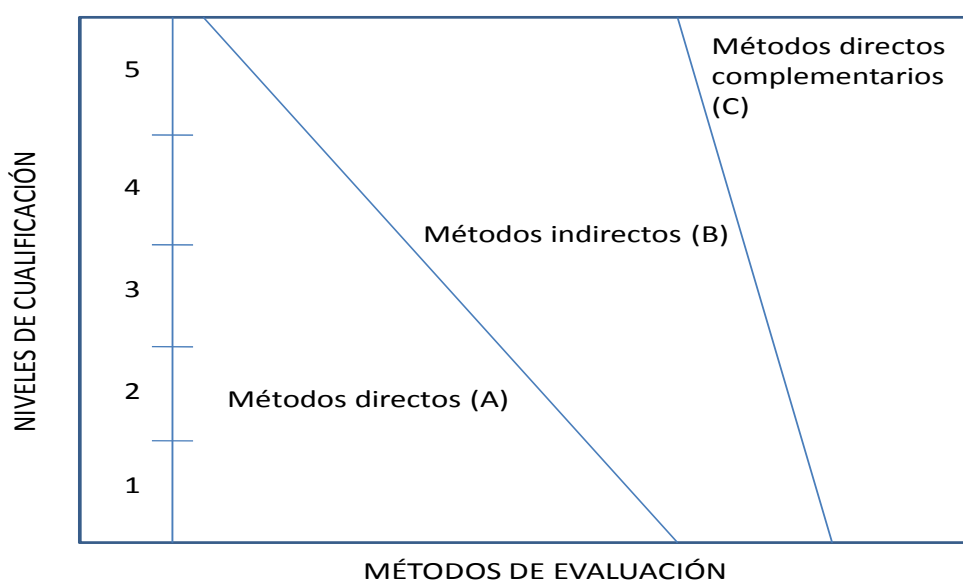 NIVELES DE CUALIFICACIÓN
5
4
3
2
1
Métodos directos
complementarios
(C)
Métodos indirectos (B)
Métodos directos (A)
MÉTODOS DE EVALUACIÓN